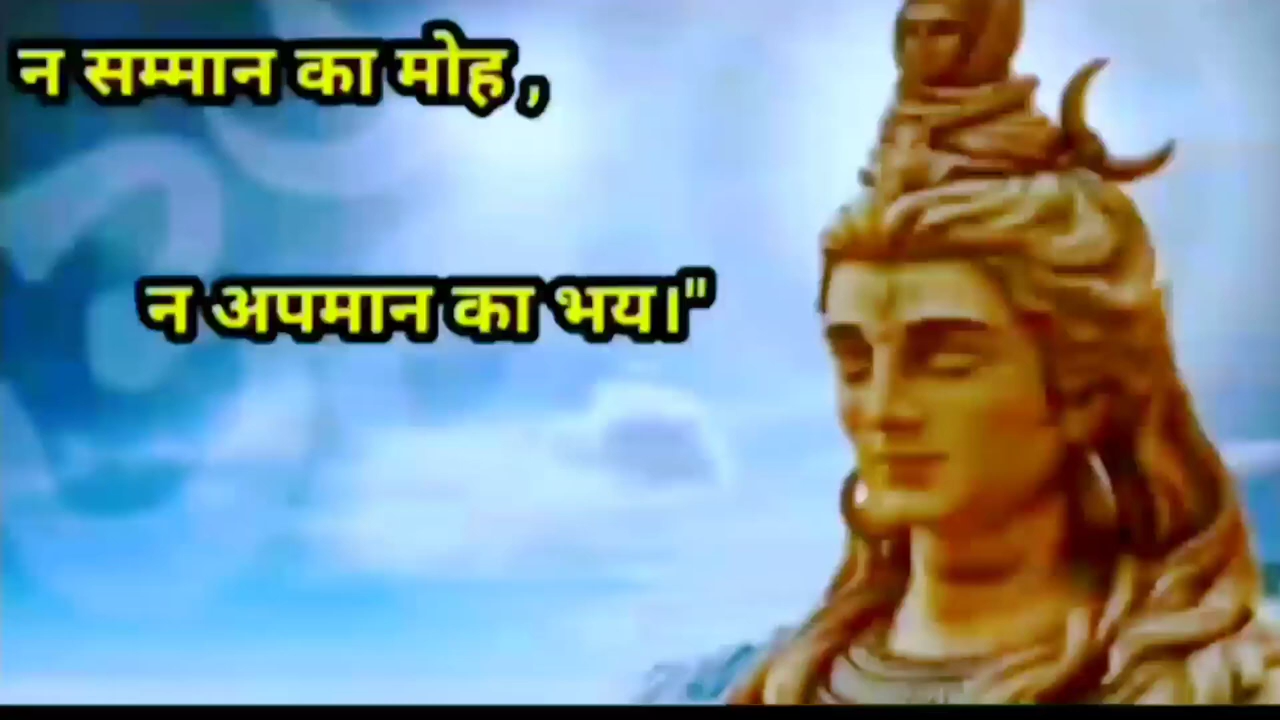 न सम्मान का मोह ,
न अपमान का भय।"